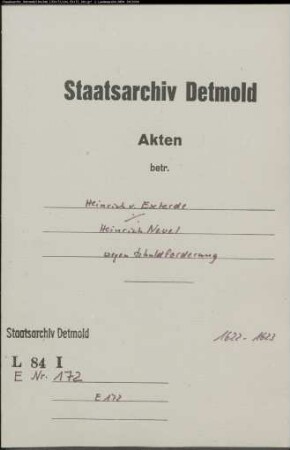 Staatsarchiv Detmold
Akten
betr.
Heinrich v. Exterde
./.
Heinrich Nevel
wegen Schuldforderung
Staatsarchiv Detmold
1622 - 1623
L 84 I
E Nr. 172
E 172